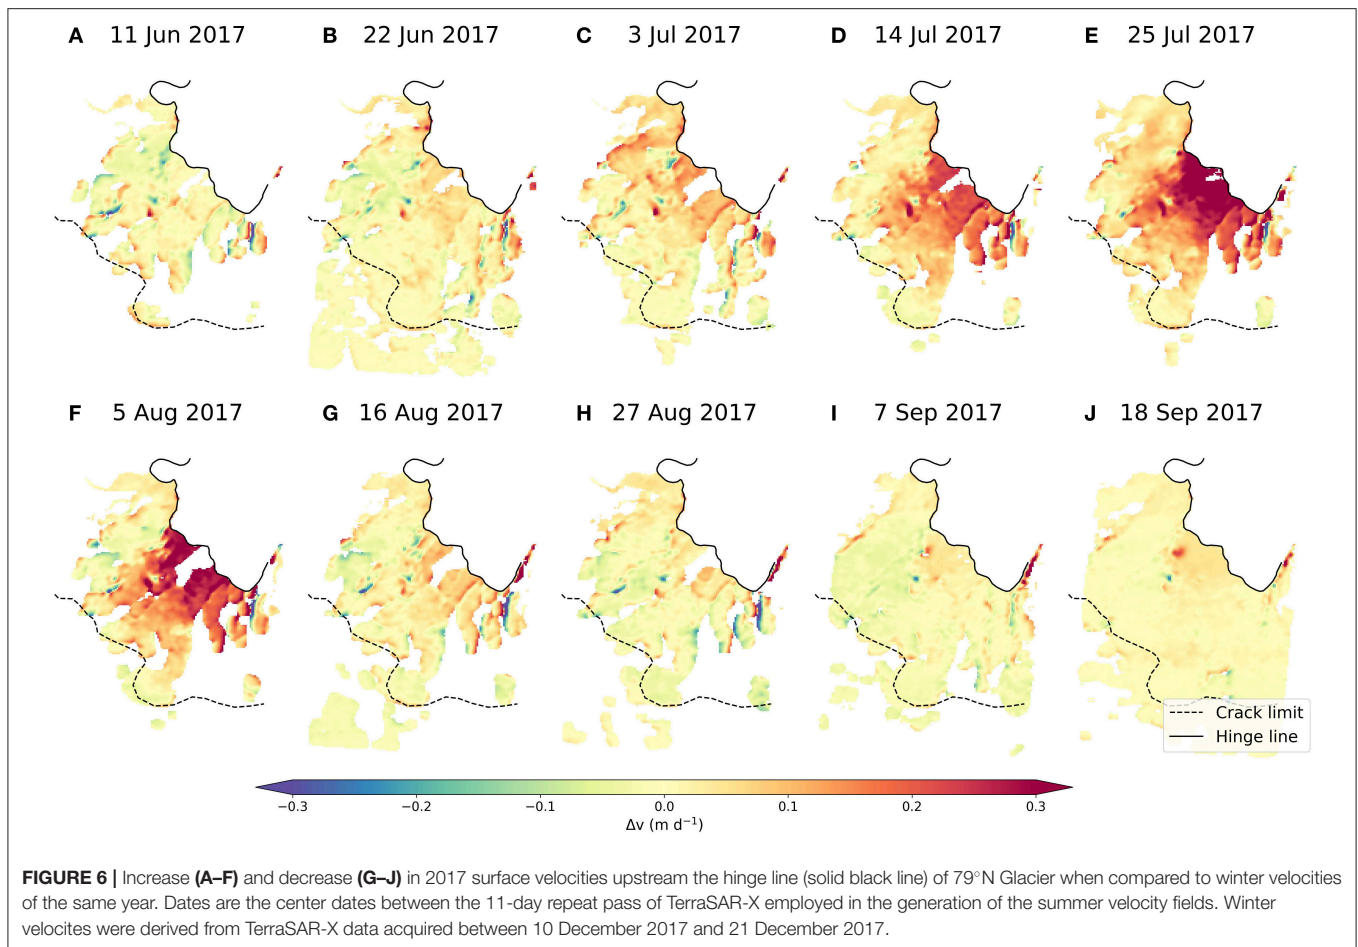 A 11 Jun 2017
B 22 Jun 2017
C 3 Jul 2017
D 14 Jul 2017
E 25 Jul 2017
F 5 Aug 2017
G 16 Aug 2017
H 27 Aug 2017
I 7 Sep 2017
J 18 Sep 2017
Crack limit
Hinge line
−0.3 −0.2 −0.1 0.0 0.1 0.2 0.3
Δv (m d⁻¹)
FIGURE 6 | Increase (A–F) and decrease (G–J) in 2017 surface velocities upstream the hinge line (solid black line) of 79°N Glacier when compared to winter velocities
of the same year. Dates are the center dates between the 11-day repeat pass of TerraSAR-X employed in the generation of the summer velocity fields. Winter
velocites were derived from TerraSAR-X data acquired between 10 December 2017 and 21 December 2017.